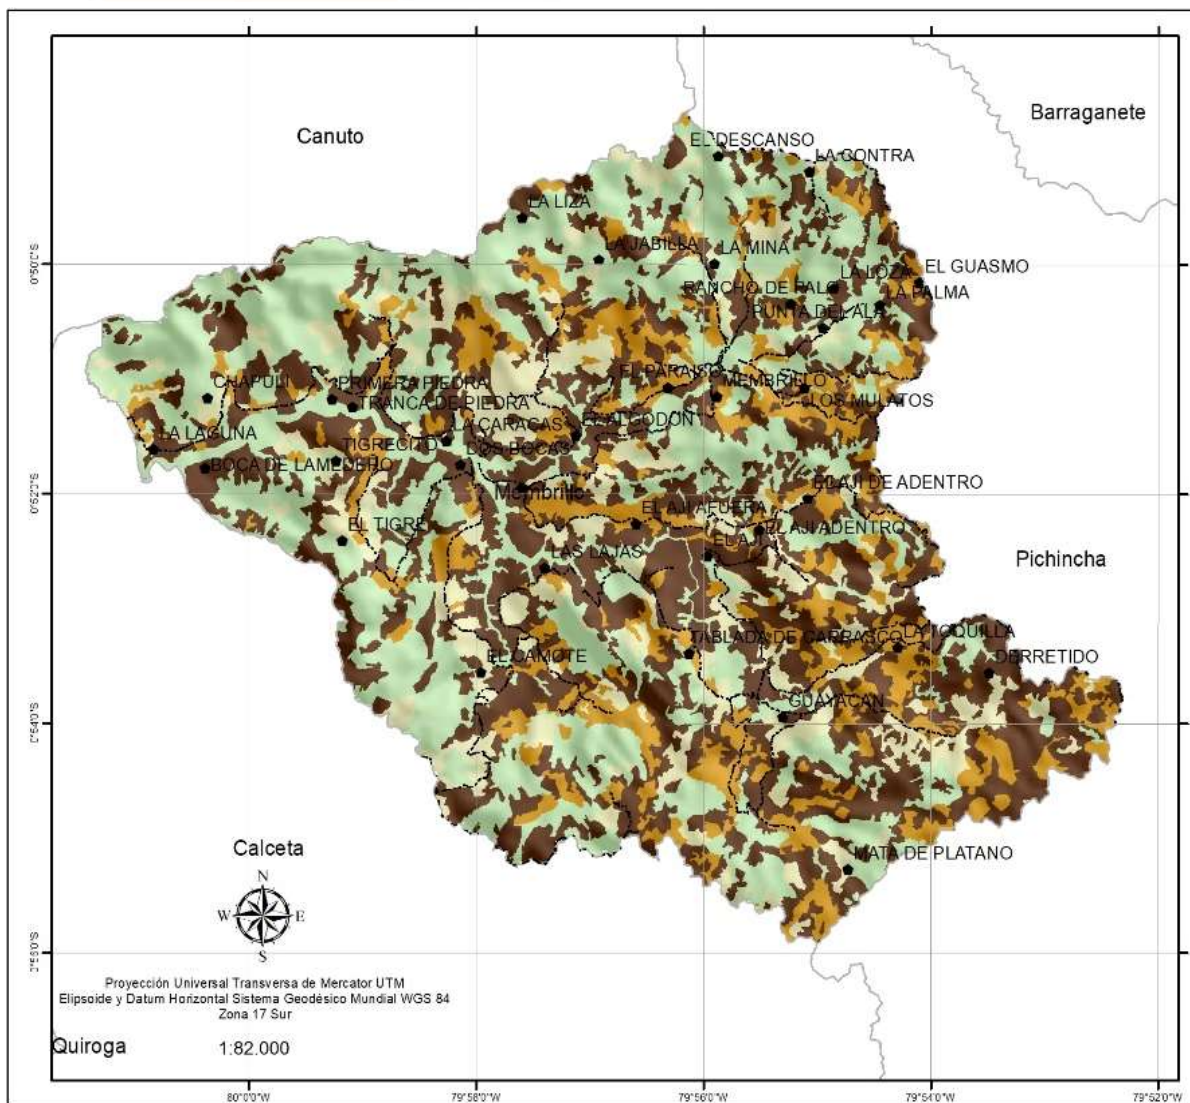 Barraganete
Canuto
EL DESCANSO
LA CONTRA
LA LIZA
LA JABILLA
LA MINA
0°50'0"S
LA LOZA
EL GUASMO
RANCHO DE PALO
LA PALMA
PUNTA DEL ALA
EL PARAISO
MEMBRILLO
CHAPULI
PRIMERA PIEDRA
LOS MULATOS
TRANCA DE PIEDRA
LA CARACAS
EL ALGODON
LA LAGUNA
TIGRECITO
DOS BOCAS
BOCA DE LAMEDERO
EL AJI DE ADENTRO
Membrillo
0°52'0"S
EL AJI AFUERA
EL TIGRE
EL AJI ADENTRO
EL AJI
LAS LAJAS
Pichincha
TABLADA DE CARRASCO
LA TOQUILLA
EL CAMOTE
DERRETIDO
GUAYACAN
0°54'0"S
Calceta
MATA DE PLATANO
N
W
E
S
0°56'0"S
Proyección Universal Transversa de Mercator UTM
Elipsoide y Datum Horizontal Sistema Geodésico Mundial WGS 84
Zona 17 Sur
Quiroga
1:82.000
80°0'0"W
79°58'0"W
79°56'0"W
79°54'0"W
79°52'0"W